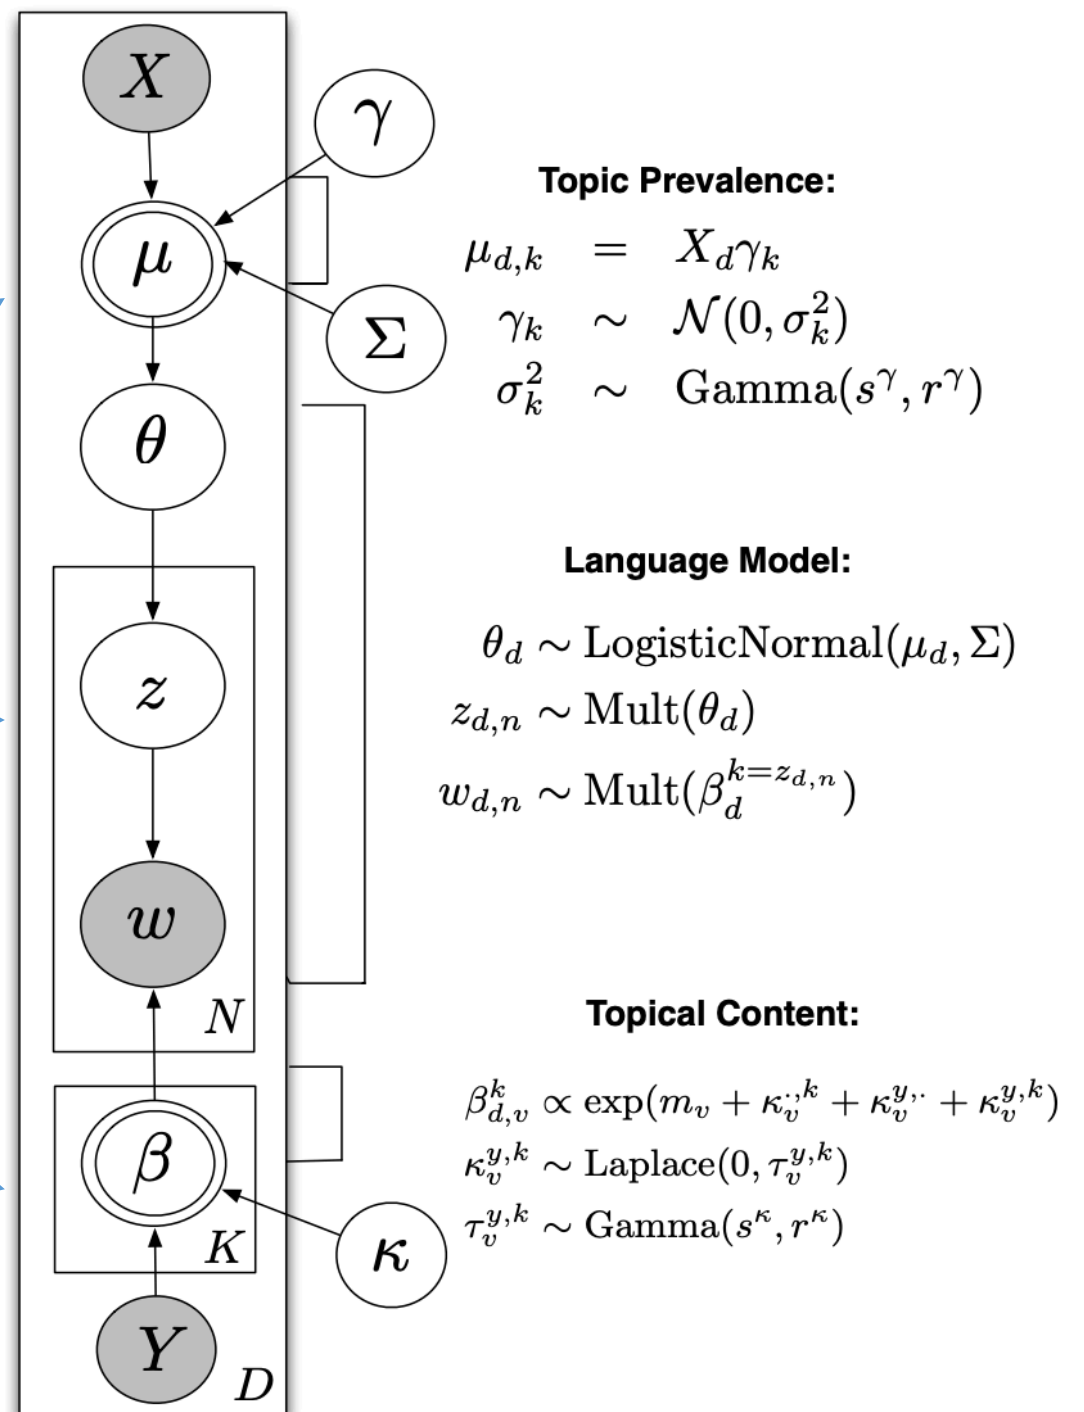 X
γ
μ
Σ
θ
z
w
N
β
K
κ
Y
D
Topic Prevalence:
μ_{d,k} = X_d γ_k
γ_k ∼ 𝒩(0, σ_k^2)
σ_k^2 ∼ Gamma(s^γ, r^γ)
Language Model:
θ_d ∼ LogisticNormal(μ_d, Σ)
z_{d,n} ∼ Mult(θ_d)
w_{d,n} ∼ Mult(β_d^{k=z_{d,n}})
Topical Content:
β_{d,v}^k ∝ exp(m_v + κ_v^{·,k} + κ_v^{y,·} + κ_v^{y,k})
κ_v^{y,k} ∼ Laplace(0, τ_v^{y,k})
τ_v^{y,k} ∼ Gamma(s^κ, r^κ)